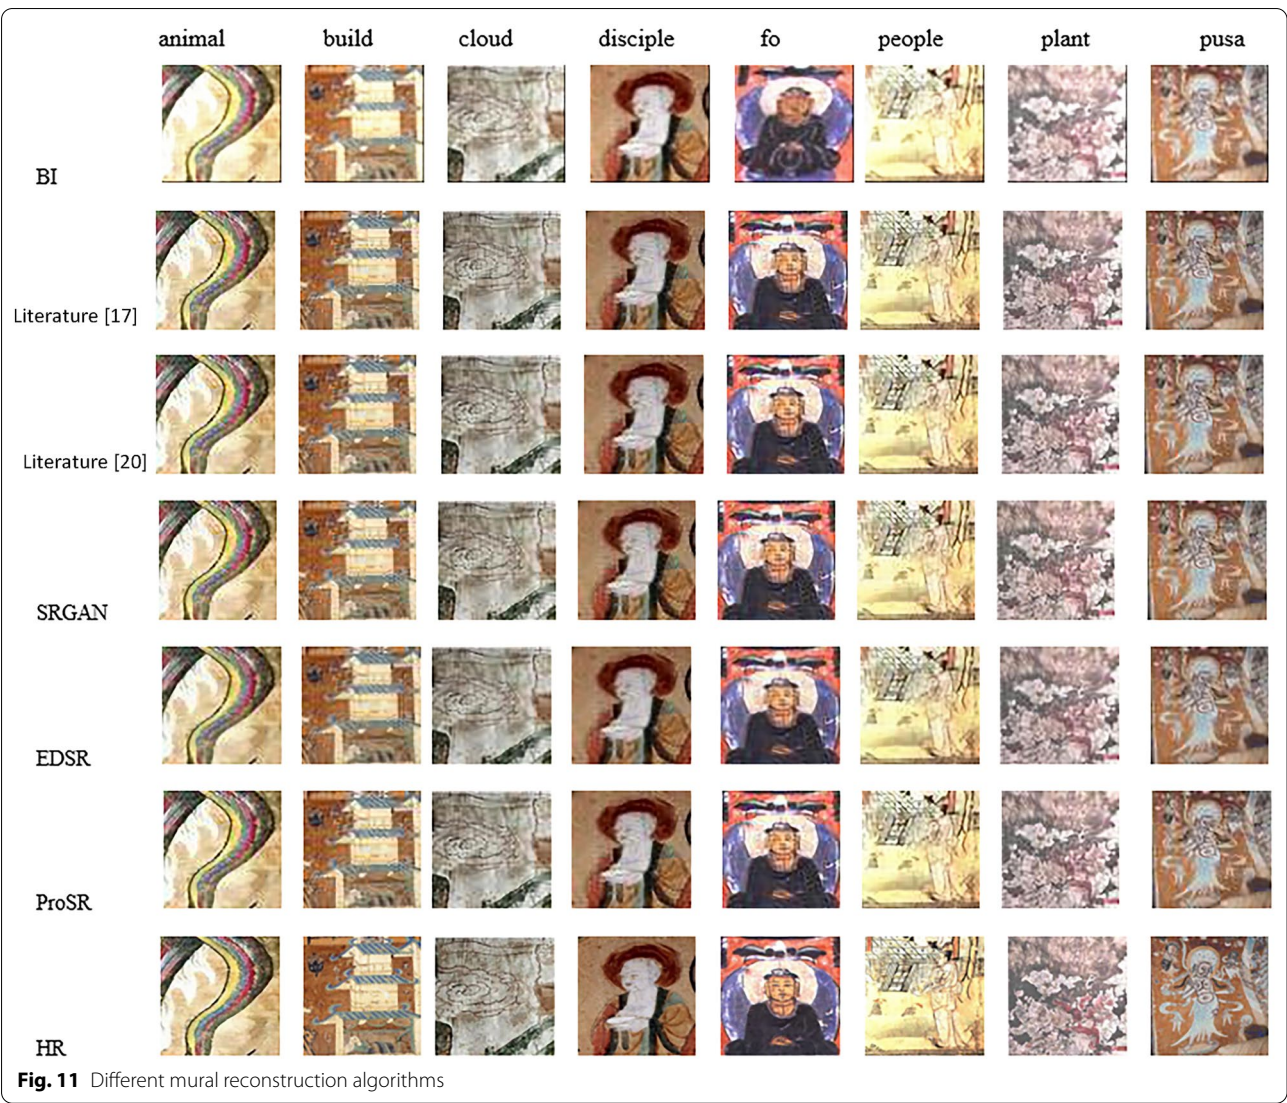 animal build cloud disciple fo people plant pusa
BI
Literature [17]
Literature [20]
SRGAN
EDSR
ProSR
HR
Fig. 11 Different mural reconstruction algorithms